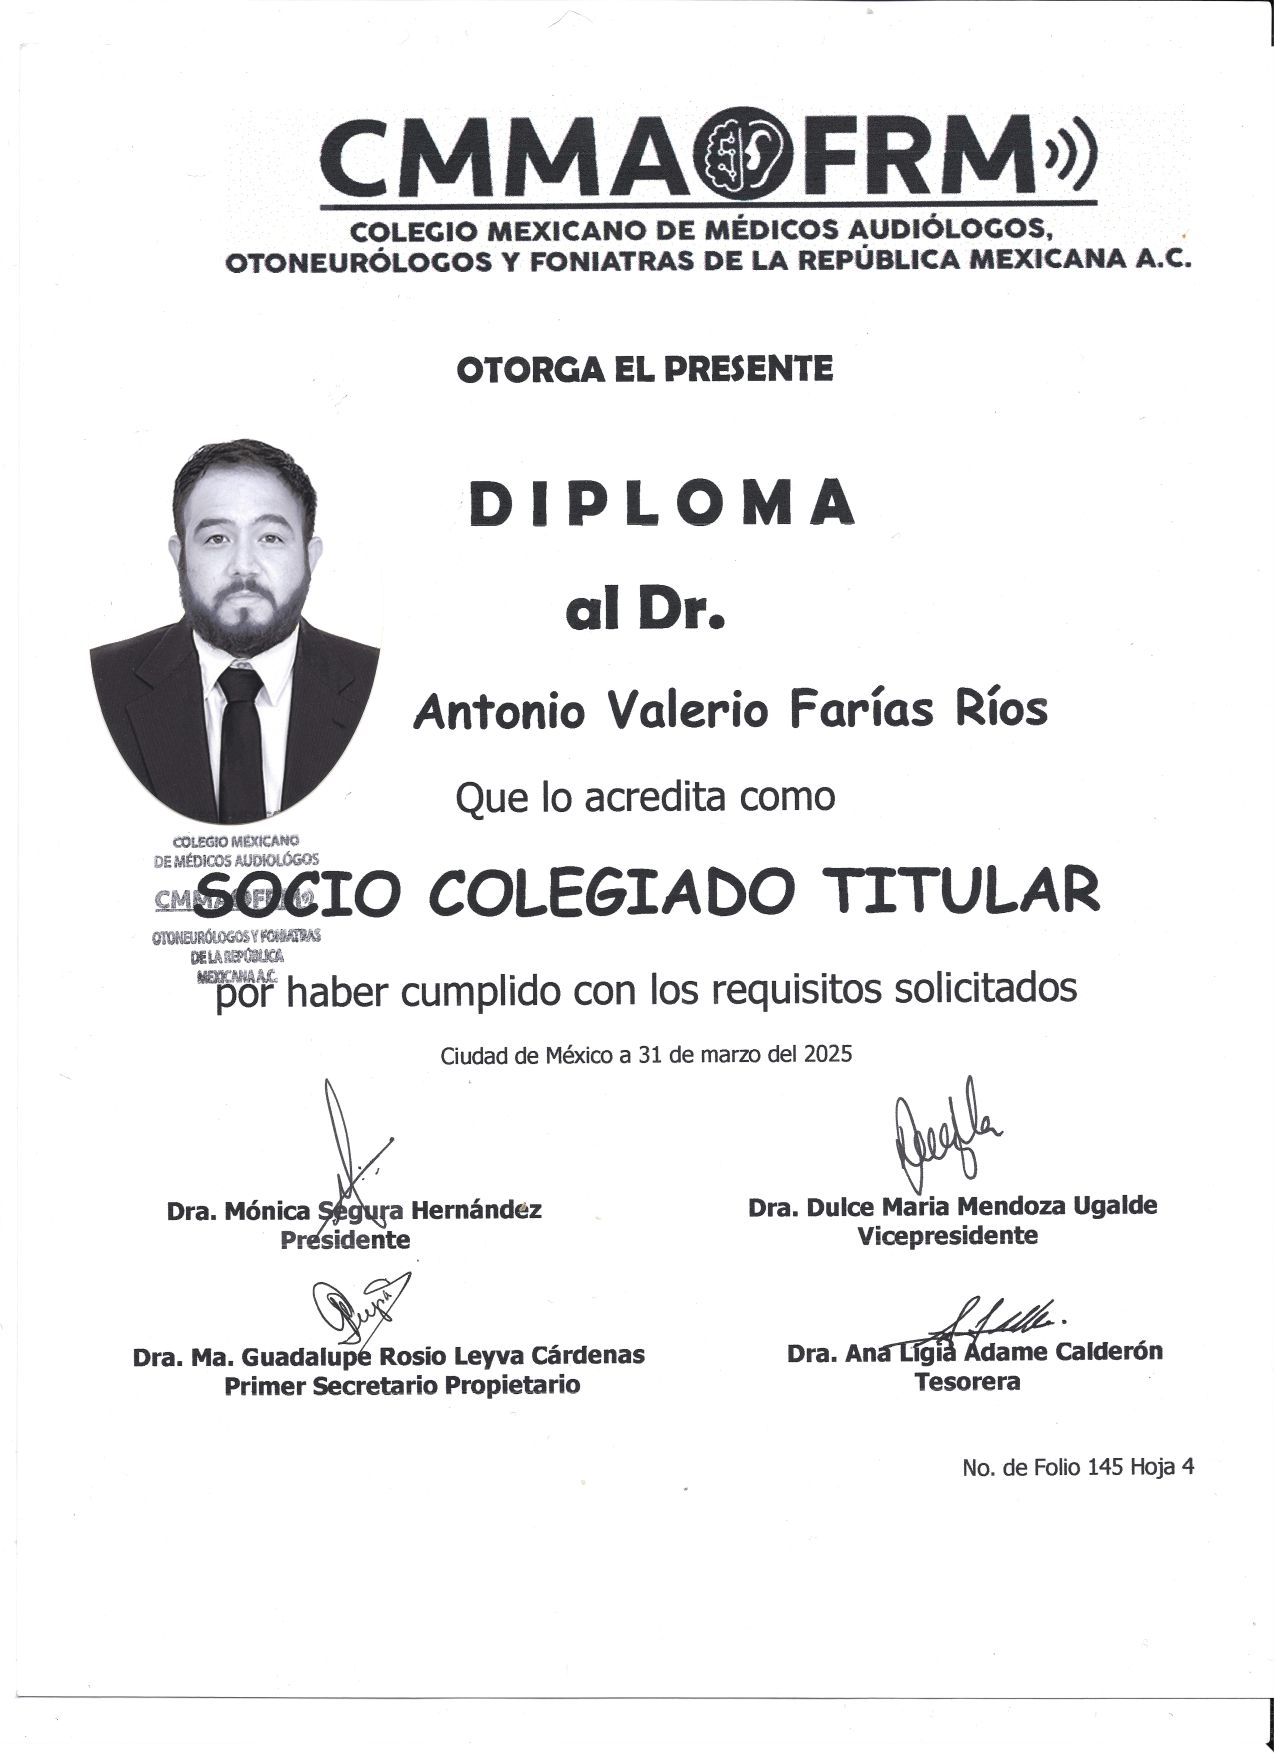 CMMAOFRM
COLEGIO MEXICANO DE MÉDICOS AUDIÓLOGOS,
OTONEURÓLOGOS Y FONIATRAS DE LA REPÚBLICA MEXICANA A.C.
OTORGA EL PRESENTE
DIPLOMA
al Dr.
Antonio Valerio Farías Ríos
Que lo acredita como
COLEGIO MEXICANO
DE MÉDICOS AUDIOLÓGOS
SOCIO COLEGIADO TITULAR
CMMAOFRM
OTONEURÓLOGOS Y FONIATRAS
DE LA REPÚBLICA
MEXICANA A.C.
por haber cumplido con los requisitos solicitados
Ciudad de México a 31 de marzo del 2025
Dra. Mónica Segura Hernández
Presidente
Dra. Dulce Maria Mendoza Ugalde
Vicepresidente
Dra. Ma. Guadalupe Rosio Leyva Cárdenas
Primer Secretario Propietario
Dra. Ana Ligia Adame Calderón
Tesorera
No. de Folio 145 Hoja 4